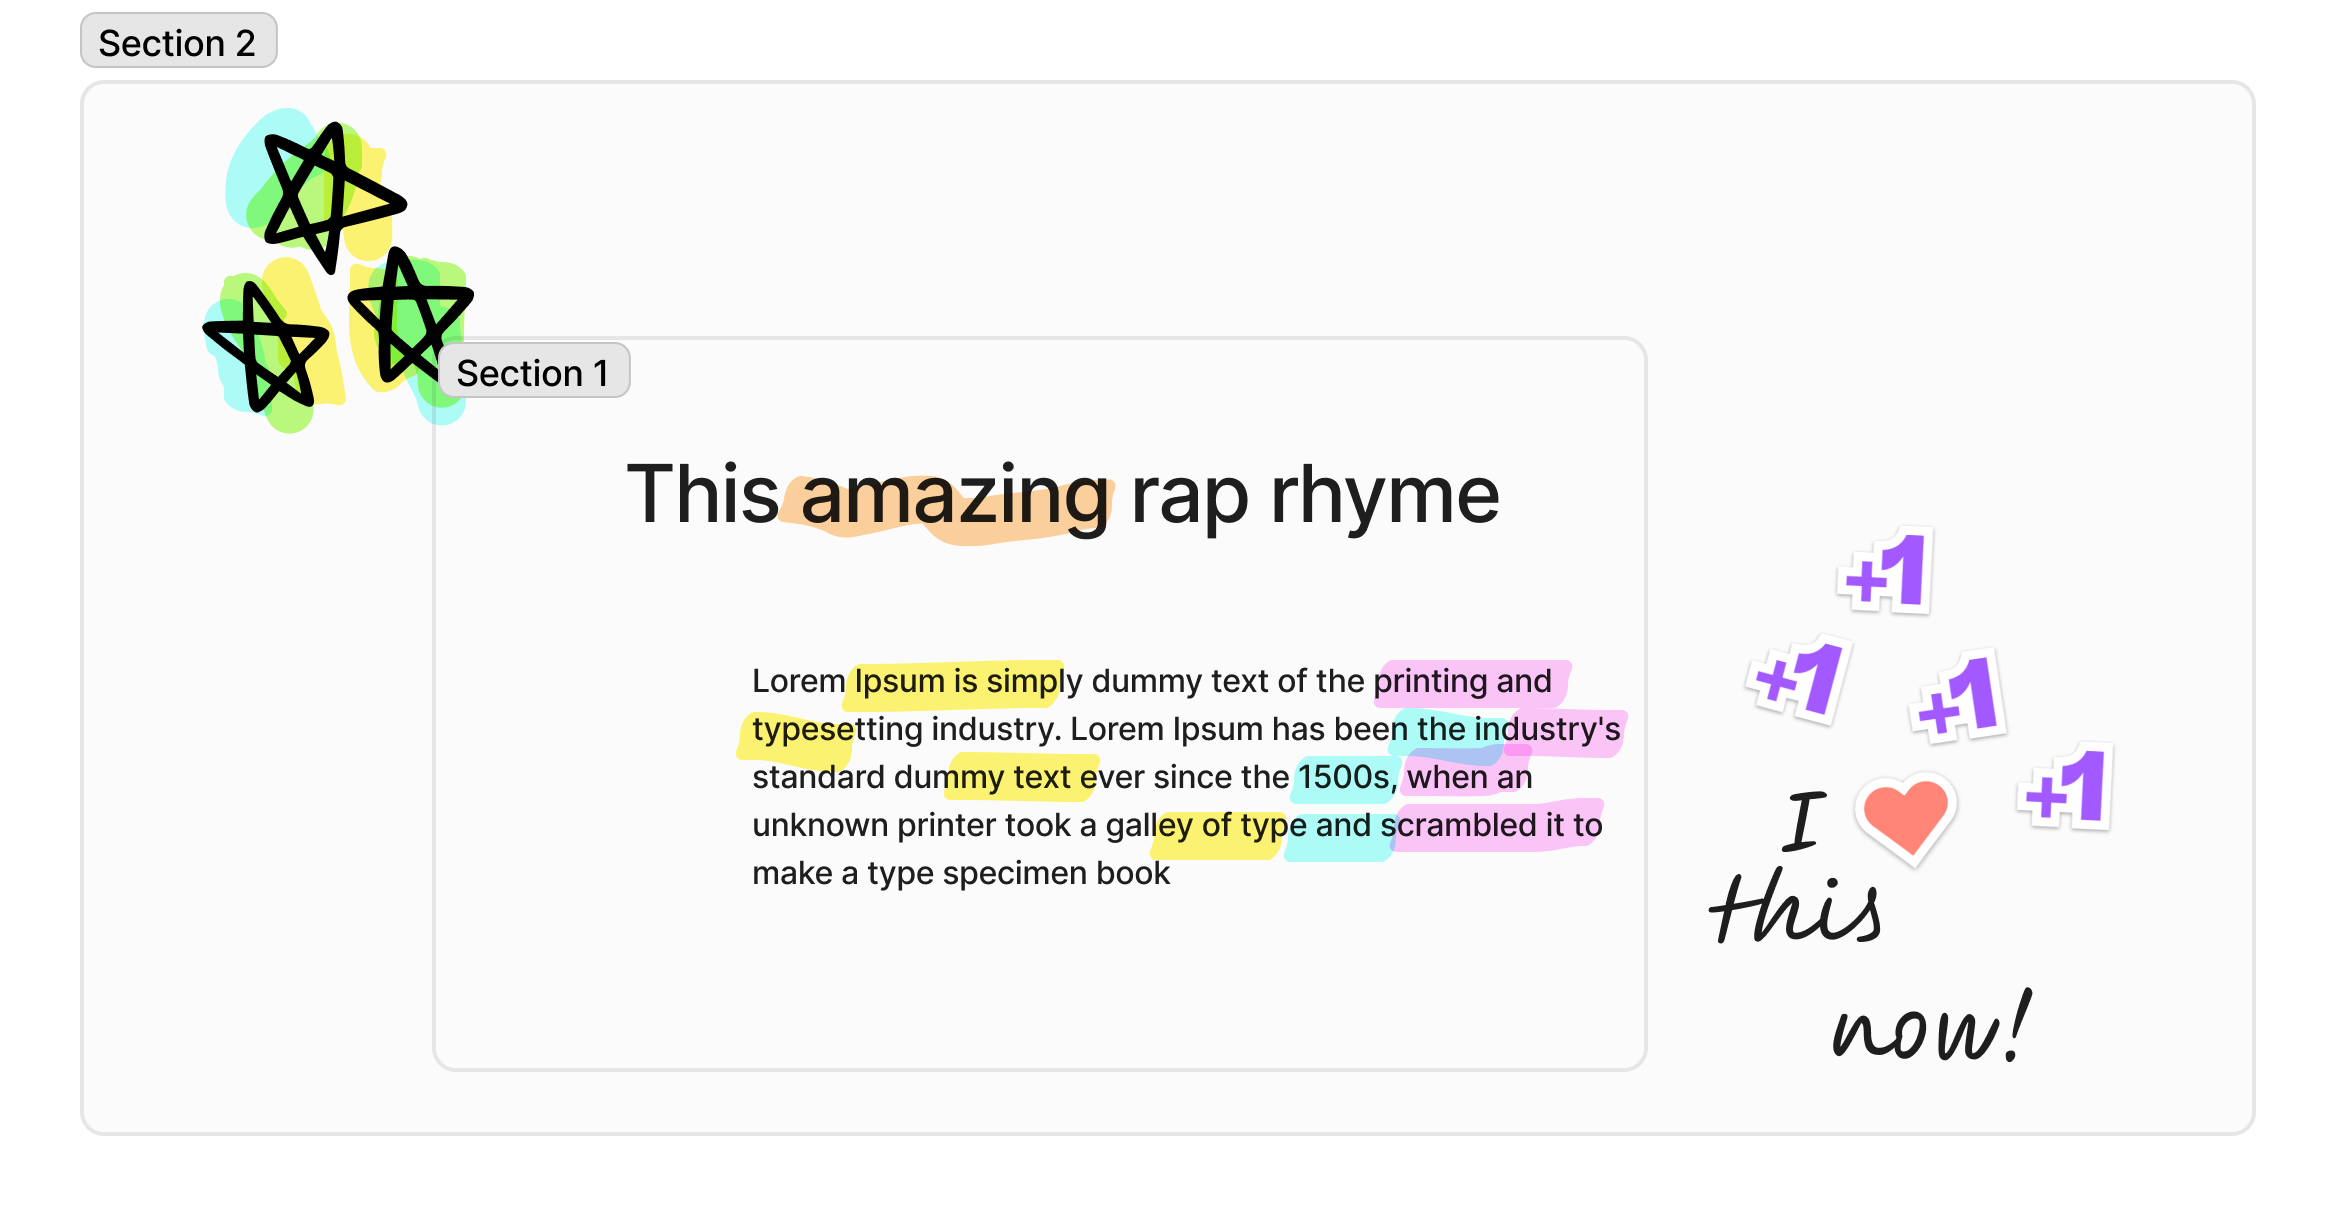 Section 2
Section 1
This amazing rap rhyme
Lorem Ipsum is simply dummy text of the printing and
typesetting industry. Lorem Ipsum has been the industry's
standard dummy text ever since the 1500s, when an
unknown printer took a galley of type and scrambled it to
make a type specimen book
+1
+1
+1
+1
I
this
now!